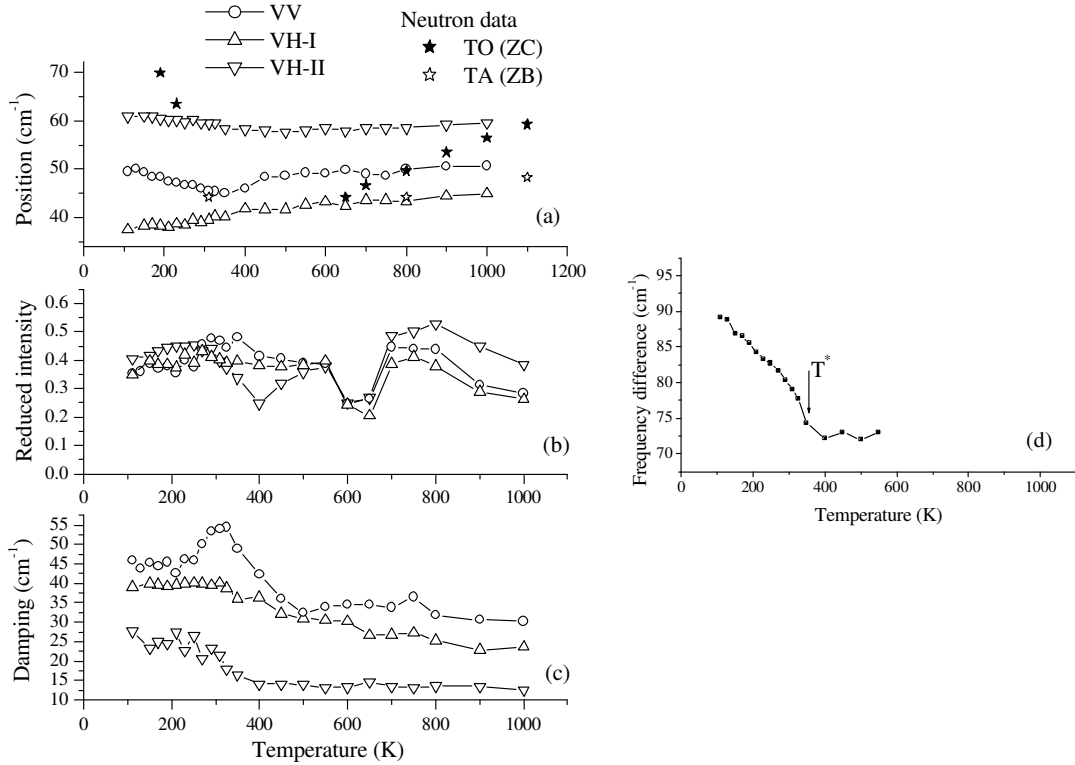 VV
VH-I
VH-II
Neutron data
TO (ZC)
TA (ZB)
70
60
50
40
Position (cm⁻¹)
(a)
0 200 400 600 800 1000 1200
0.6
0.5
0.4
0.3
0.2
0.1
0.0
Reduced intensity
(b)
0 200 400 600 800 1000
55
50
45
40
35
30
25
20
15
10
Damping (cm⁻¹)
(c)
0 200 400 600 800 1000
Temperature (K)
95
90
85
80
75
70
Frequency difference (cm⁻¹)
T*
(d)
0 200 400 600 800 1000
Temperature (K)